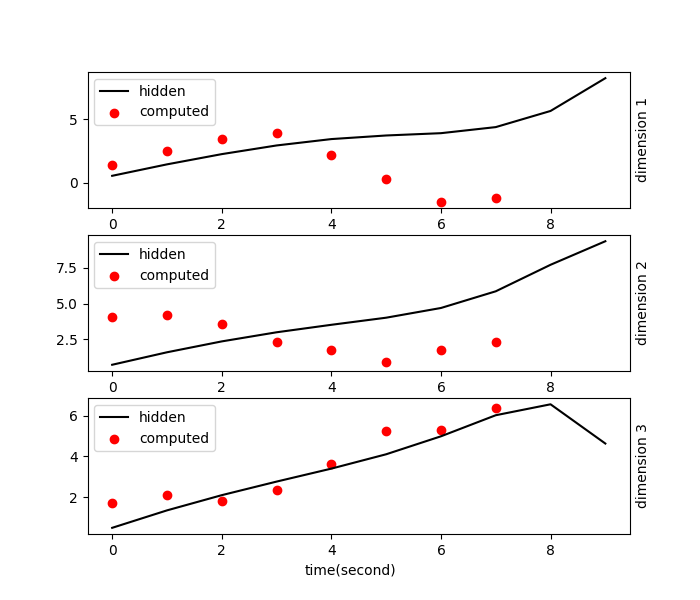 hidden
computed
5
0
dimension 1
0 2 4 6 8
hidden
computed
7.5
5.0
2.5
dimension 2
0 2 4 6 8
hidden
computed
6
4
2
dimension 3
0 2 4 6 8
time(second)